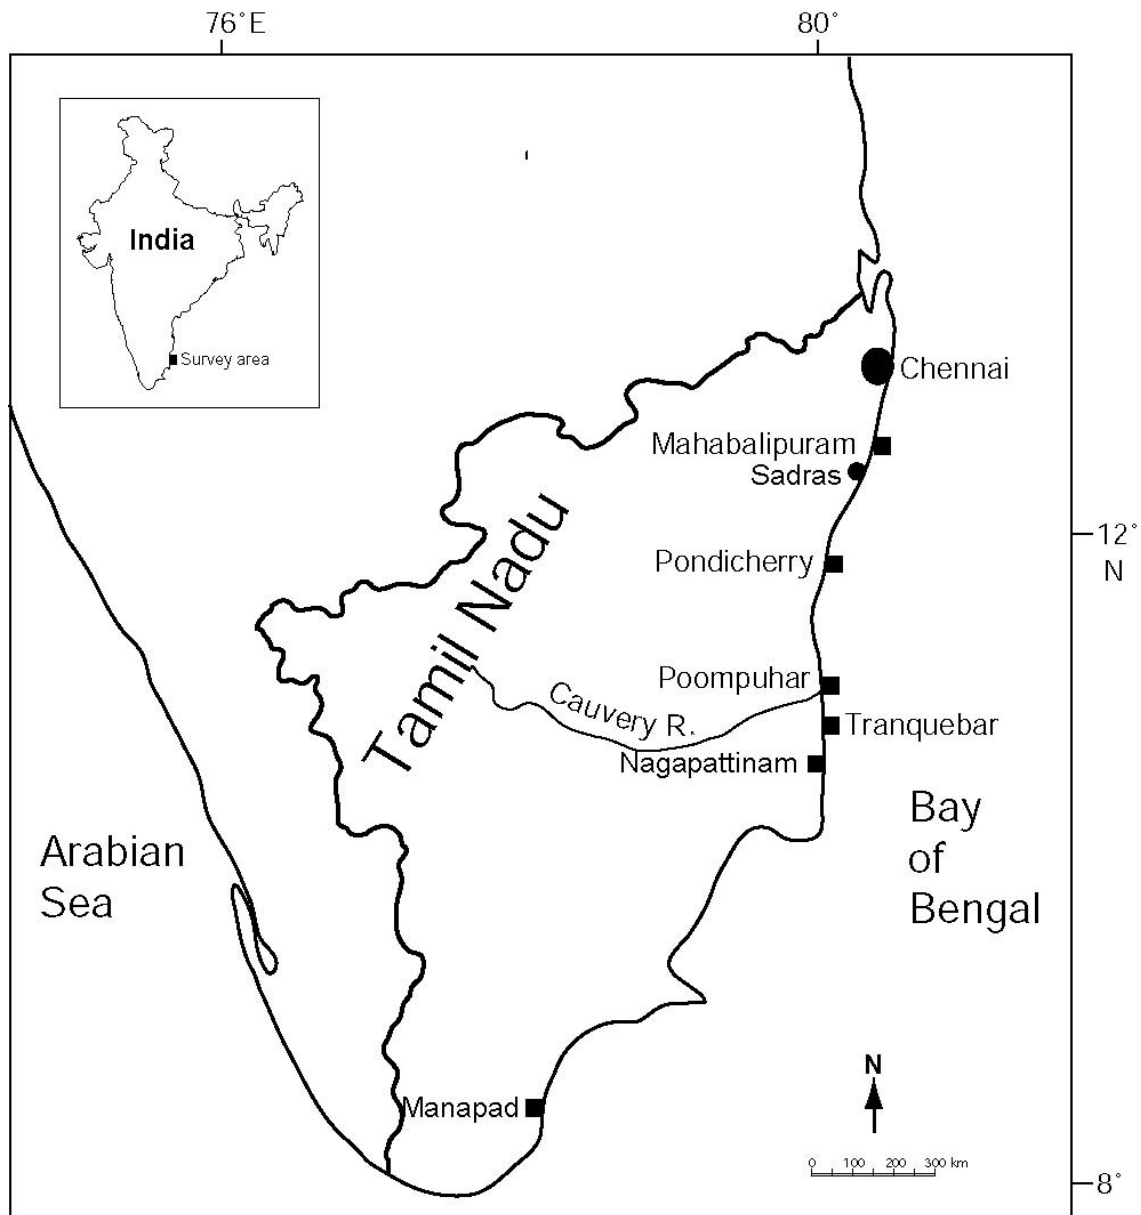 76°E
80°
India
Survey area
Chennai
Mahabalipuram
Sadras
12°
N
Pondicherry
Tamil Nadu
Poompuhar
Cauvery R.
Tranquebar
Nagapattinam
Bay
of
Bengal
Arabian
Sea
N
Manapad
0 100 200 300 km
8°